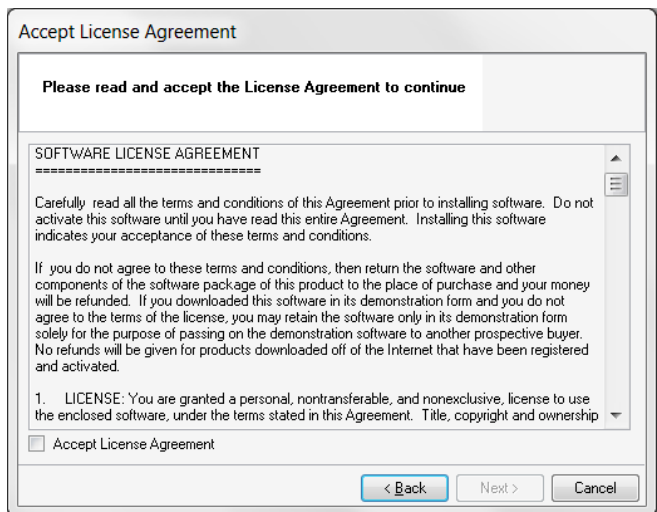 Accept License Agreement
Please read and accept the License Agreement to continue
SOFTWARE LICENSE AGREEMENT
==============================
Carefully  read all the terms and conditions of this Agreement prior to installing software.  Do not
activate this software until you have read this entire Agreement.  Installing this software
indicates your acceptance of these terms and conditions.
If  you do not agree to these terms and conditions, then return the software and other
components of the software package of this product to the place of purchase and your money
will be refunded.  If you downloaded this software in its demonstration form and you do not
agree to the terms of the license, you may retain the software only in its demonstration form
solely for the purpose of passing on the demonstration software to another prospective buyer.
No refunds will be given for products downloaded off of the Internet that have been registered
and activated.
1.    LICENSE: You are granted a personal, nontransferable, and nonexclusive, license to use
the enclosed software, under the terms stated in this Agreement.  Title, copyright and ownership
Accept License Agreement
< Back
Next >
Cancel